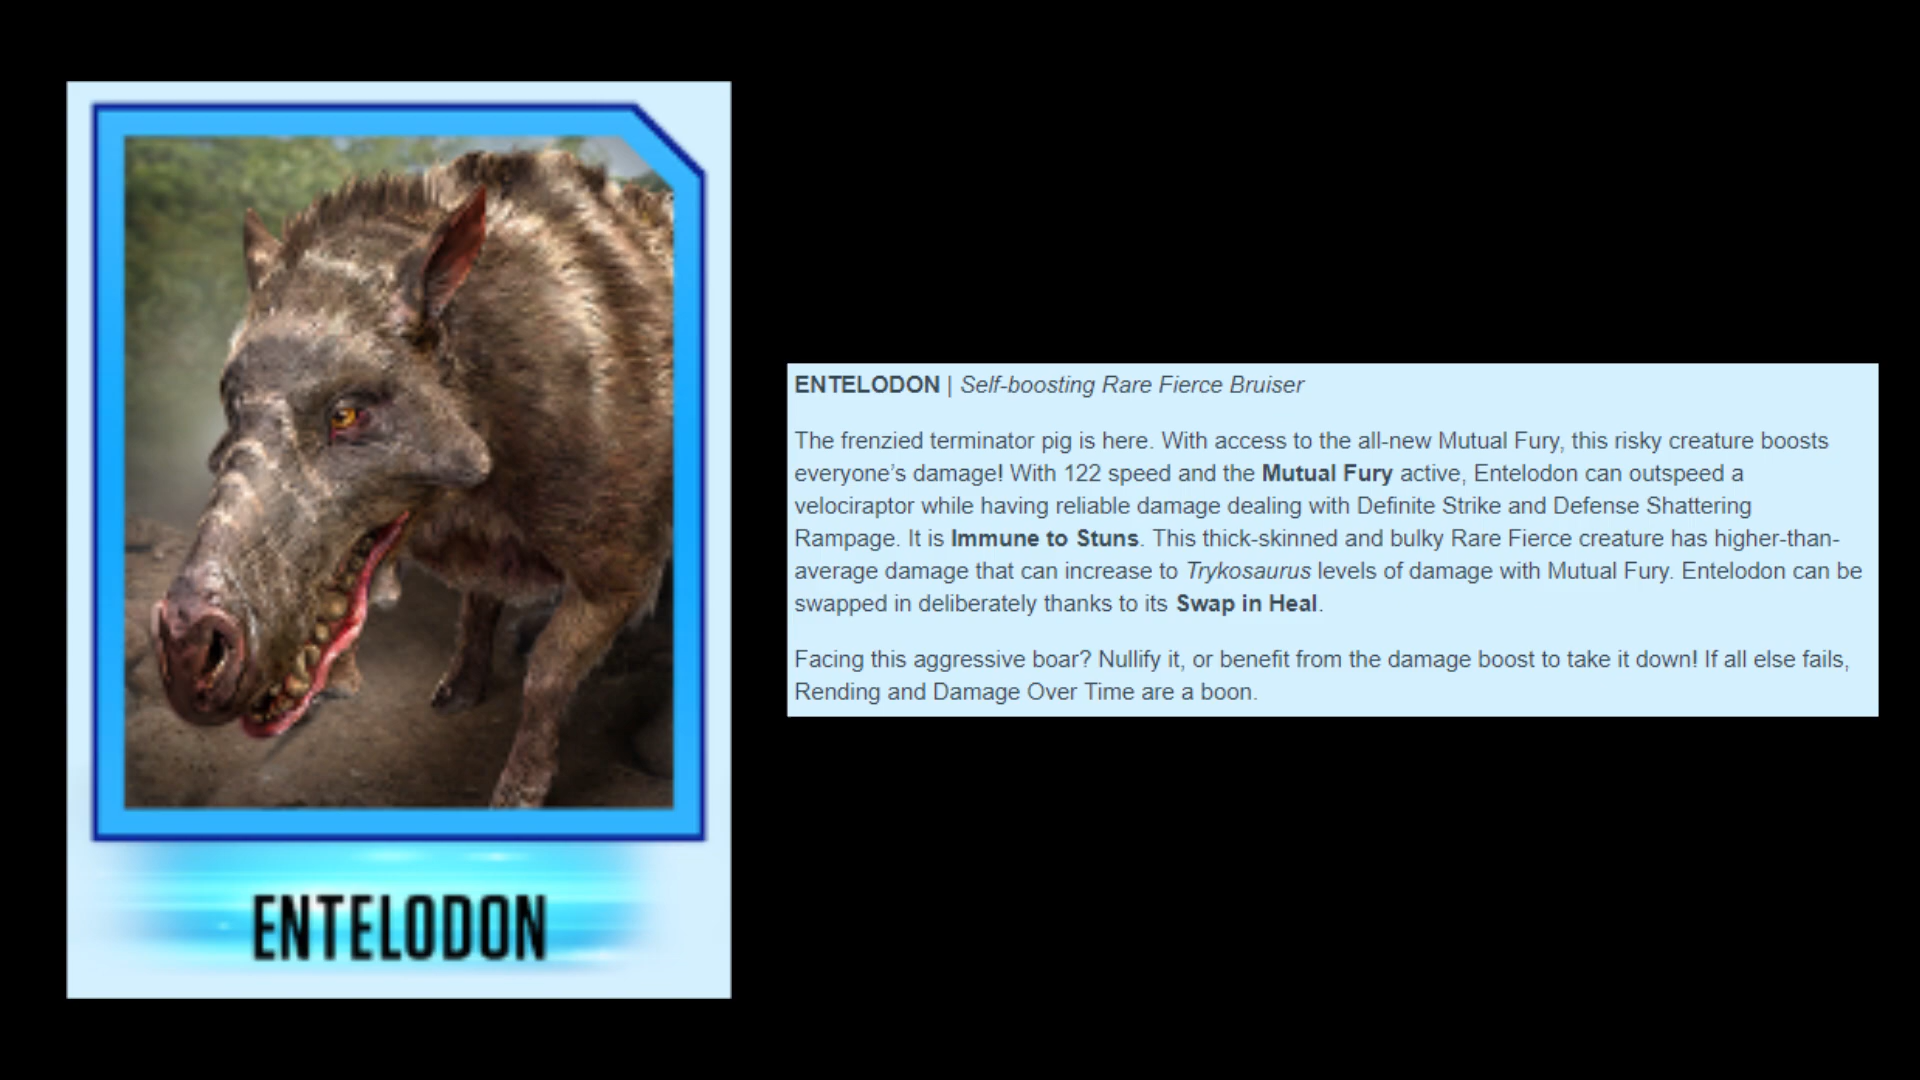 ENTELODON
ENTELODON | Self-boosting Rare Fierce Bruiser
The frenzied terminator pig is here. With access to the all-new Mutual Fury, this risky creature boosts
everyone’s damage! With 122 speed and the Mutual Fury active, Entelodon can outspeed a
velociraptor while having reliable damage dealing with Definite Strike and Defense Shattering
Rampage. It is Immune to Stuns. This thick-skinned and bulky Rare Fierce creature has higher-than-
average damage that can increase to Trykosaurus levels of damage with Mutual Fury. Entelodon can be
swapped in deliberately thanks to its Swap in Heal.
Facing this aggressive boar? Nullify it, or benefit from the damage boost to take it down! If all else fails,
Rending and Damage Over Time are a boon.